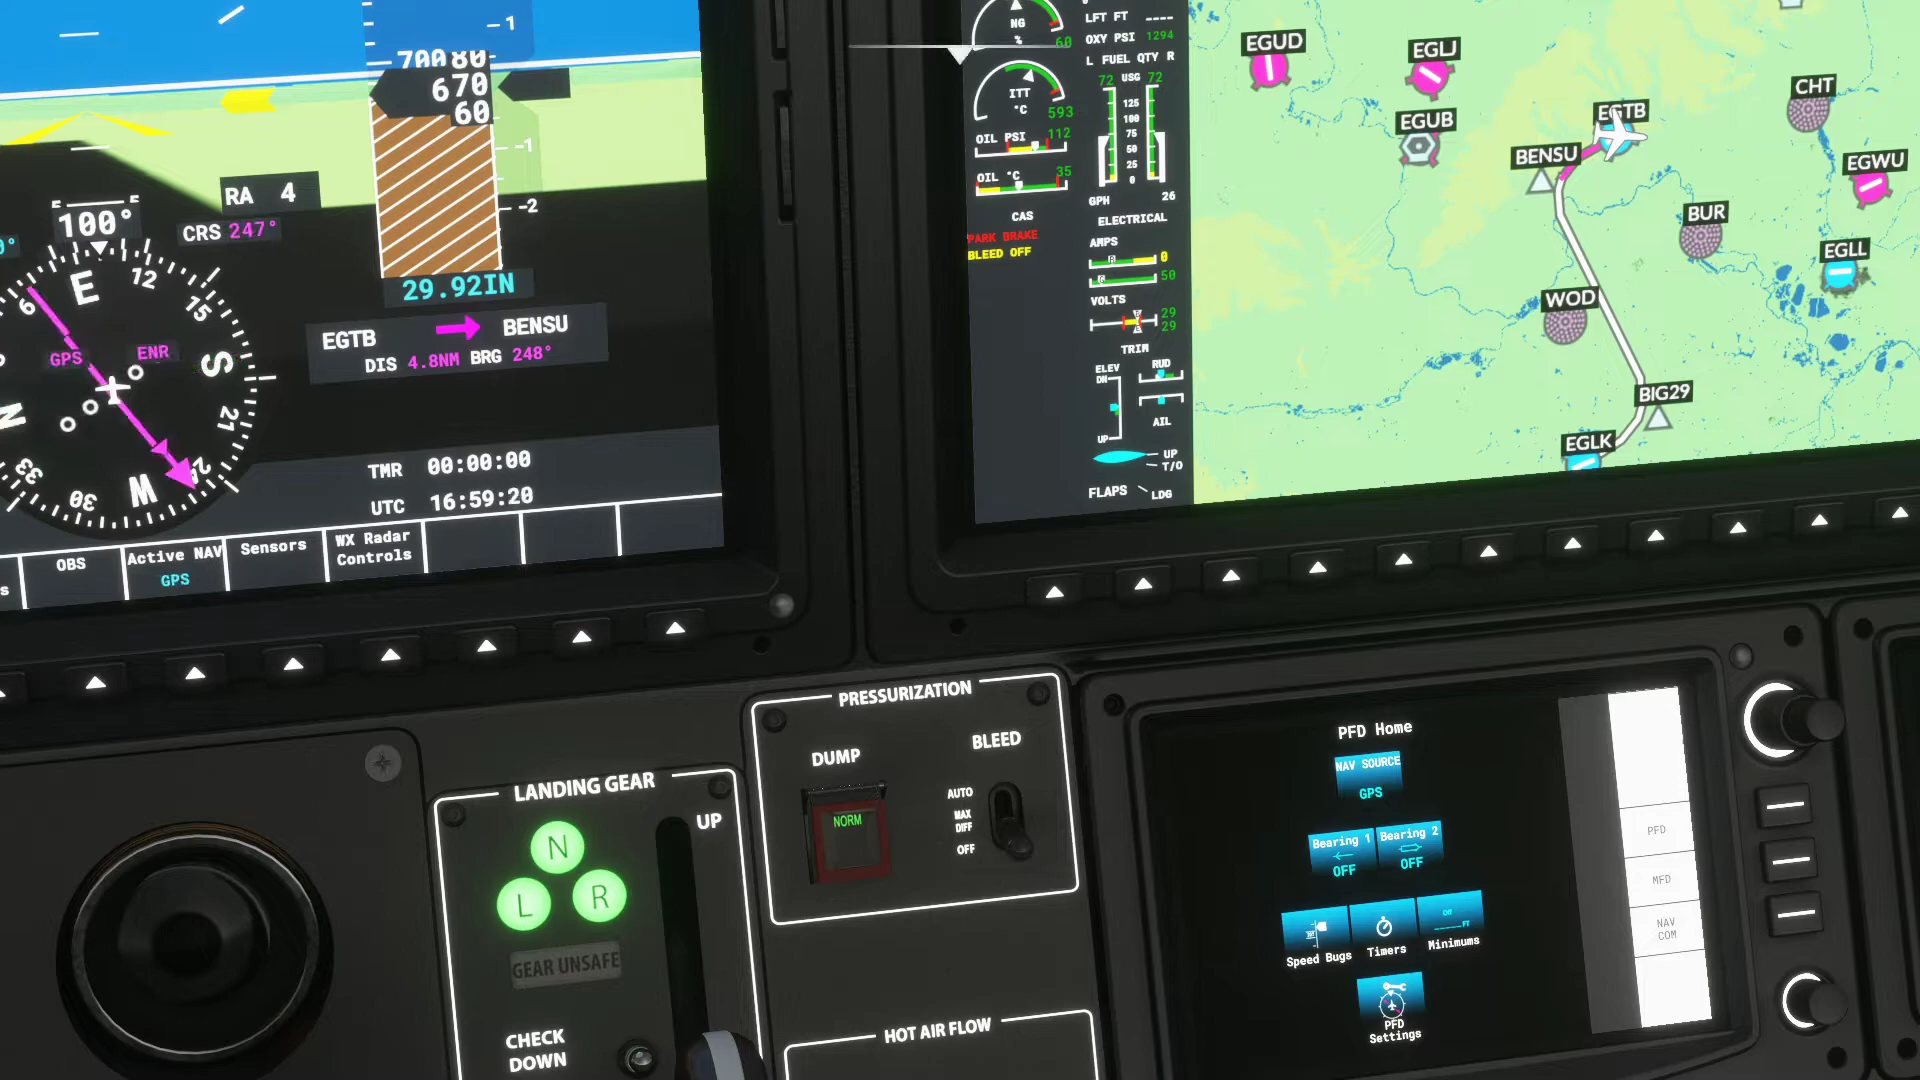 1
70080
670
60
-1
-2
RA 4
100°
CRS 247°
E
12
15
S
21
24
W
30
33
N
6
GPS
ENR
29.92IN
EGTB
BENSU
DIS 4.8NM BRG 248°
TMR 00:00:00
UTC 16:59:20
OBS
Active NAV
GPS
Sensors
WX Radar
Controls
NG
%
60
ITT
°C
593
OIL PSI
112
OIL °C
35
CAS
PARK BRAKE
BLEED OFF
LFT FT ----
OXY PSI 1294
L FUEL QTY R
72 USG 72
125
100
75
50
25
0
GPH 26
ELECTRICAL
AMPS
0
50
VOLTS
29
29
TRIM
ELEV
DN
UP
RUD
AIL
UP
T/O
FLAPS
LDG
EGUD
EGLJ
EGUB
EGTB
CHT
BENSU
EGWU
BUR
EGLL
WOD
BIG29
EGLK
LANDING GEAR
UP
N
L
R
GEAR UNSAFE
CHECK
DOWN
PRESSURIZATION
DUMP
NORM
BLEED
AUTO
MAX
DIFF
OFF
HOT AIR FLOW
PFD Home
NAV SOURCE
GPS
Bearing 1
OFF
Bearing 2
OFF
Speed Bugs
Timers
Off
____FT
Minimums
PFD
Settings
PFD
MFD
NAV
COM